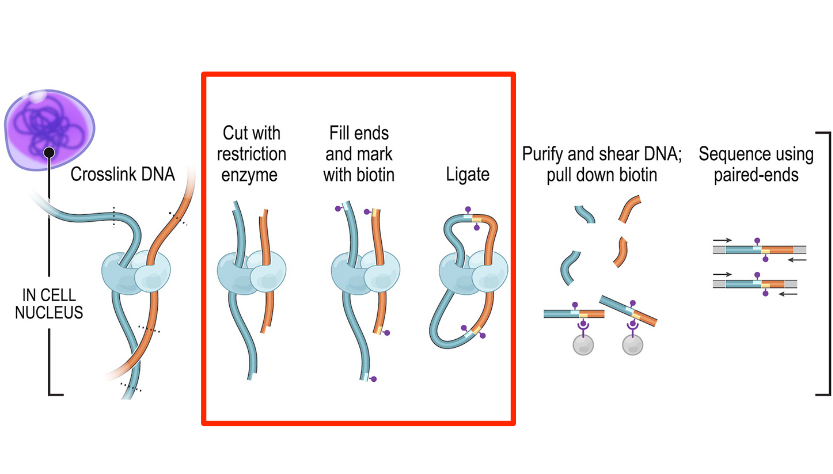 Crosslink DNA
IN CELL
NUCLEUS
Cut with
restriction
enzyme
Fill ends
and mark
with biotin
Ligate
Purify and shear DNA;
pull down biotin
Sequence using
paired-ends